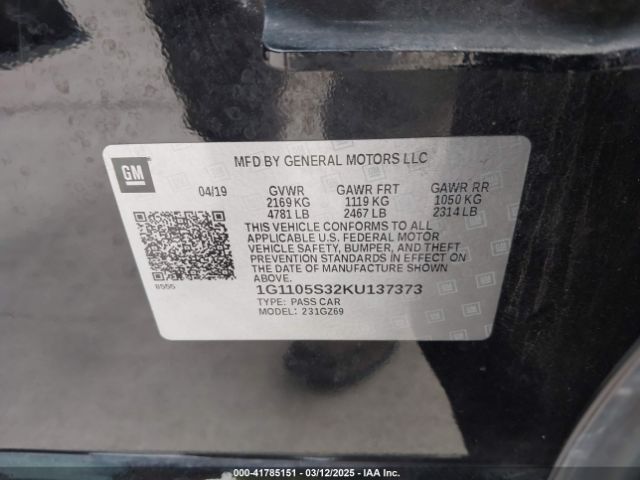 GM
MFD BY GENERAL MOTORS LLC
04/19 GVWR GAWR FRT GAWR RR
2169 KG 1119 KG 1050 KG
4781 LB 2467 LB 2314 LB
THIS VEHICLE CONFORMS TO ALL
APPLICABLE U.S. FEDERAL MOTOR
VEHICLE SAFETY, BUMPER, AND THEFT
PREVENTION STANDARDS IN EFFECT
ON THE DATE OF MANUFACTURE SHOWN
ABOVE.
1G1105S32KU137373
TYPE: PASS CAR
MODEL: 231GZ69
000-41785151 - 03/12/2025 - IAA Inc.